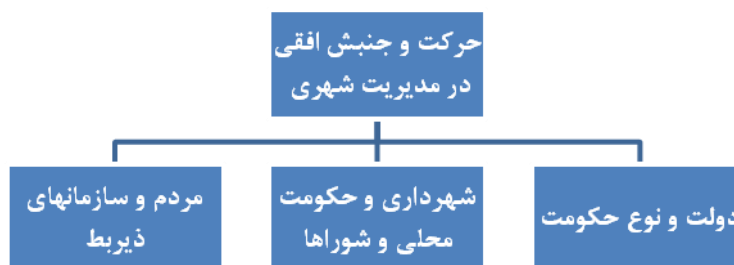 حرکت و جنبش افقی
در مدیریت شهری
دولت و نوع حکومت
شهرداری و حکومت
محلی و شوراها
مردم و سازمانهای
ذیربط